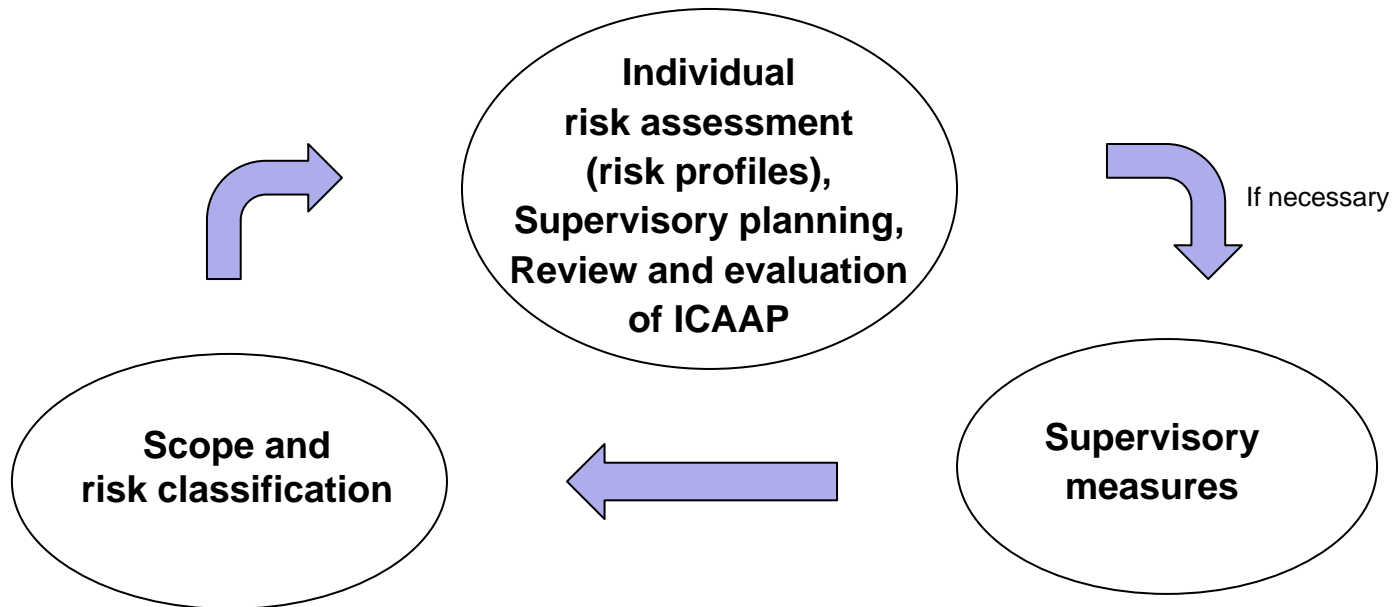 Individual
risk assessment
(risk profiles),
Supervisory planning,
Review and evaluation
of ICAAP
If necessary
Scope and
risk classification
Supervisory
measures